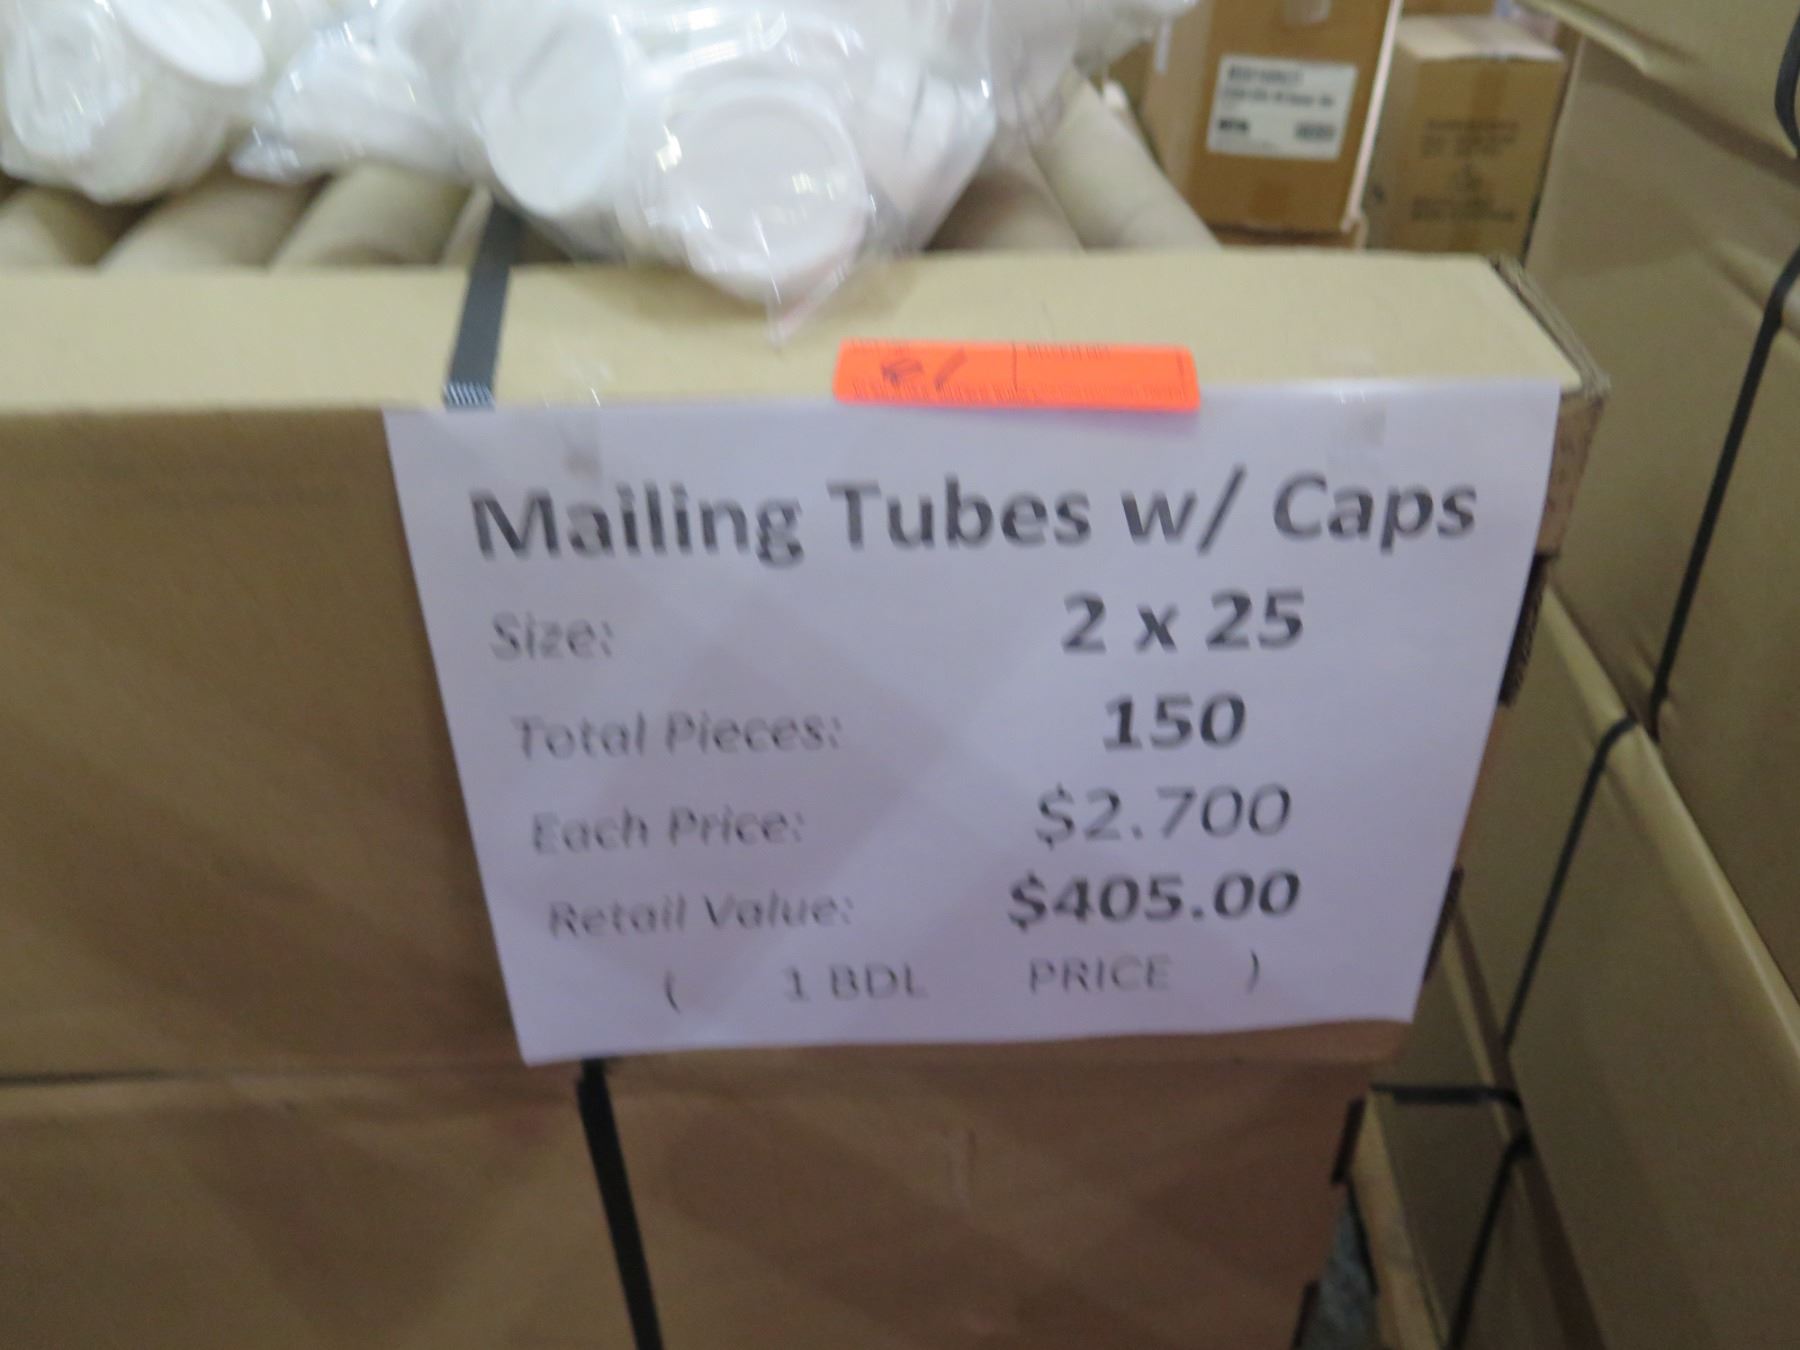 Mailing Tubes w/ Caps
Size: 2 x 25
Total Pieces: 150
Each Price: $2.700
Retail Value: $405.00
( 1 BDL PRICE )